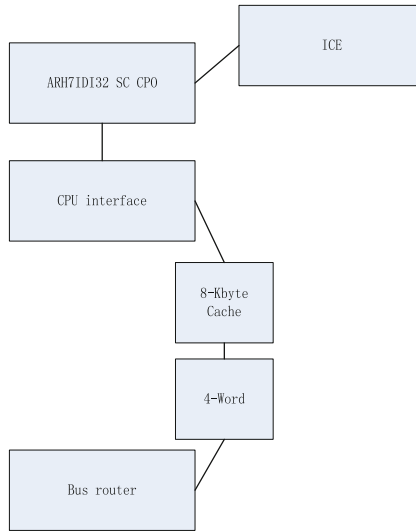 ICE
ARH7IDI32 SC CPO
CPU interface
8-Kbyte
Cache
4-Word
Bus router